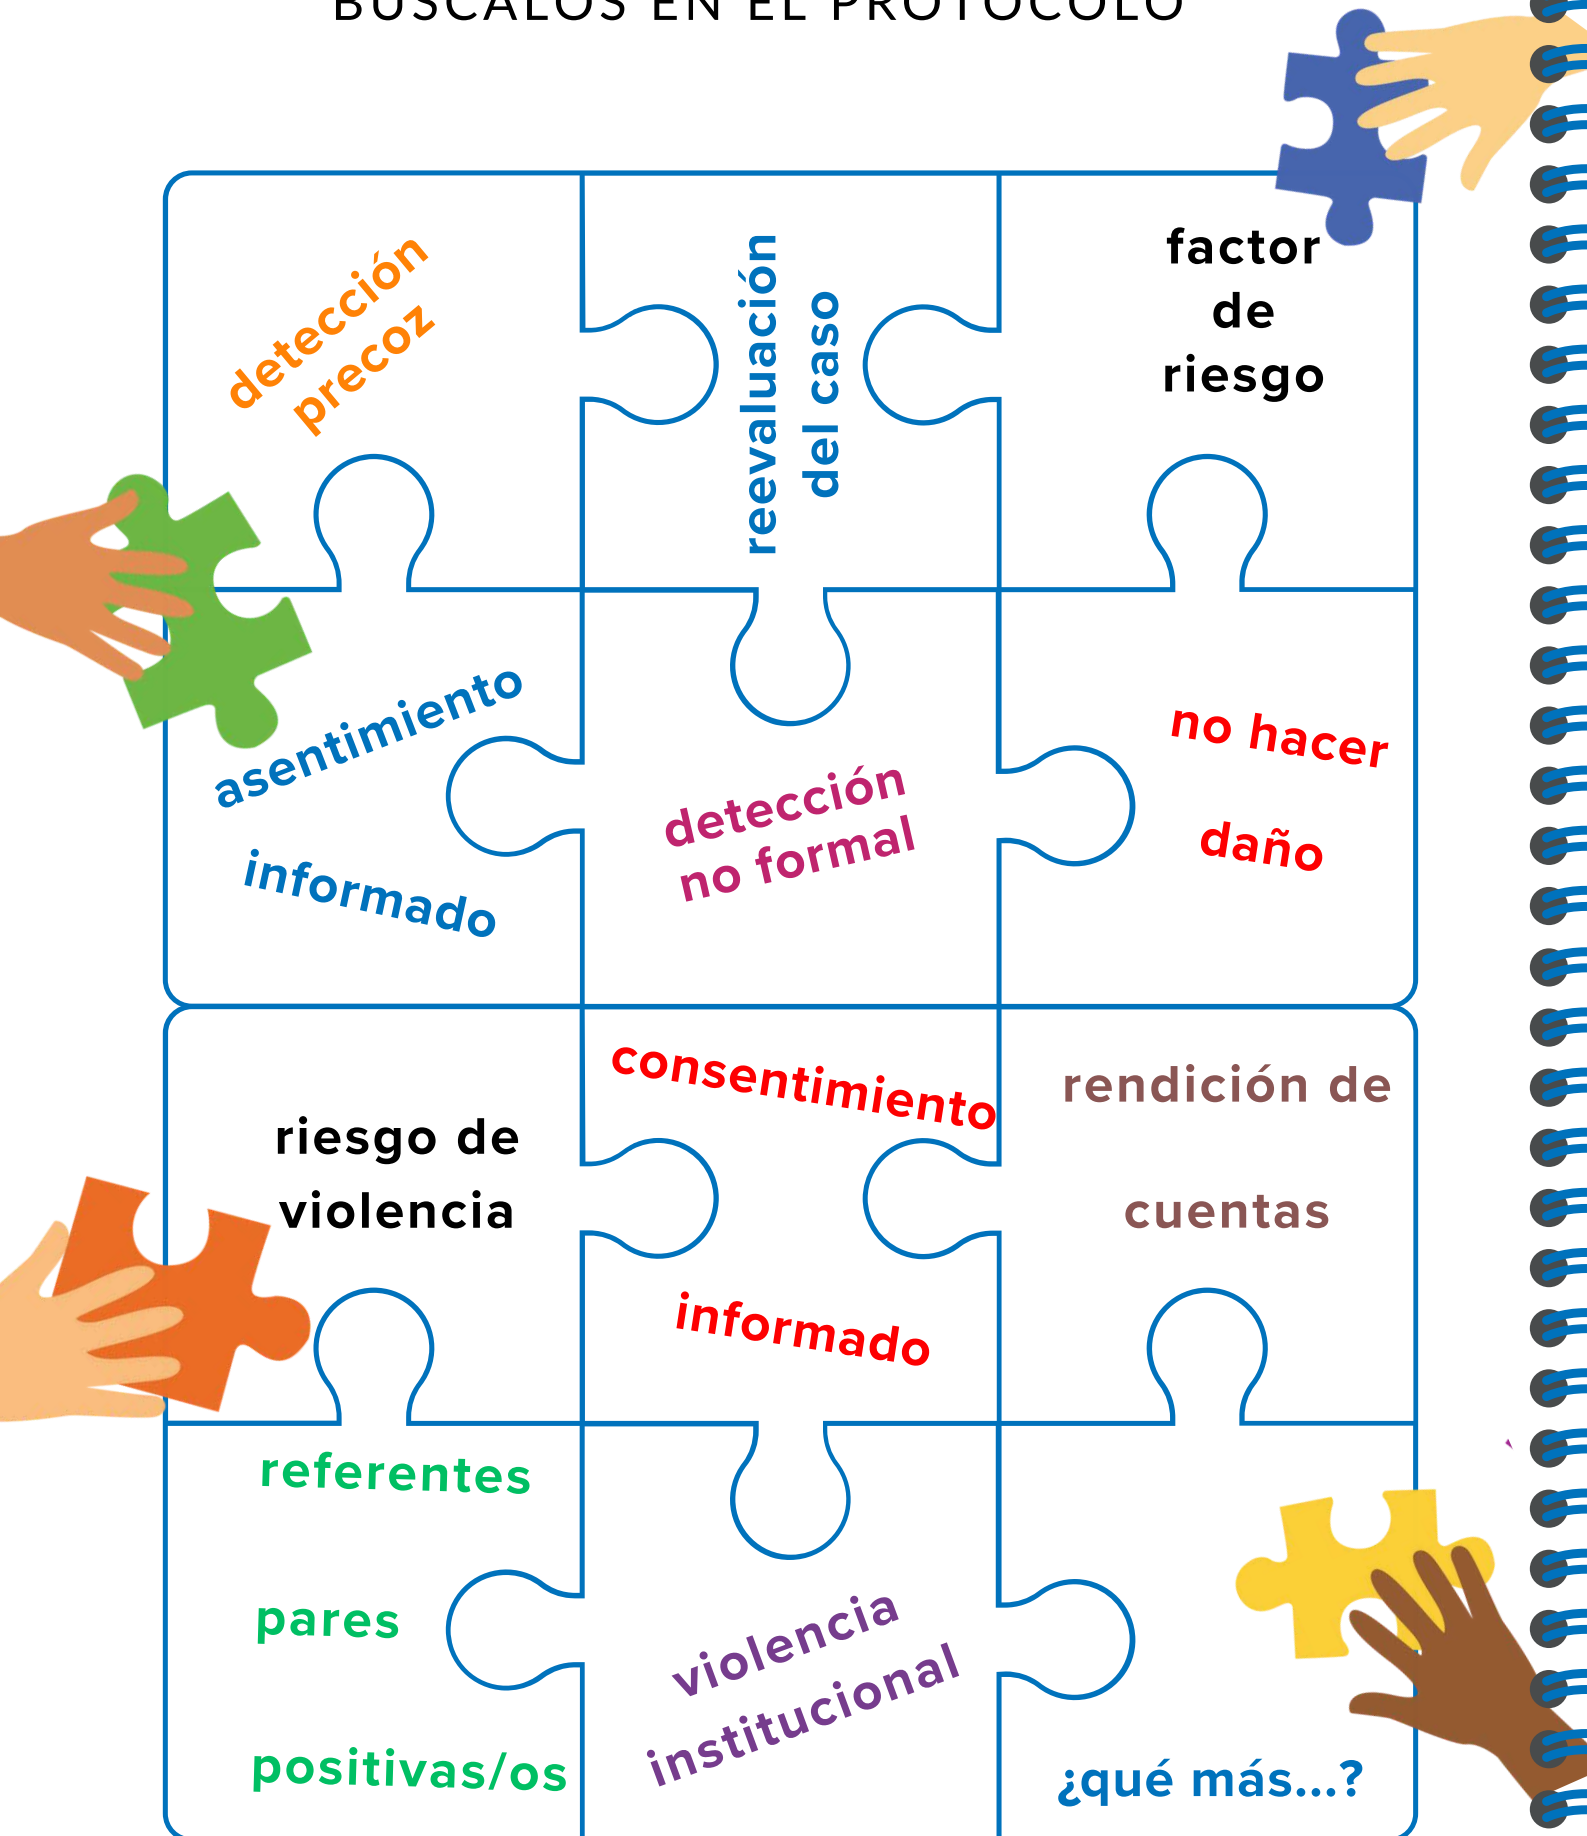 BÚSCALOS EN EL PROTOCOLO
detección
precoz
reevaluación
del caso
factor
de
riesgo
asentimiento
informado
detección
no formal
no hacer
daño
riesgo de
violencia
consentimiento
informado
rendición de
cuentas
referentes
pares
positivas/os
violencia
institucional
¿qué más...?